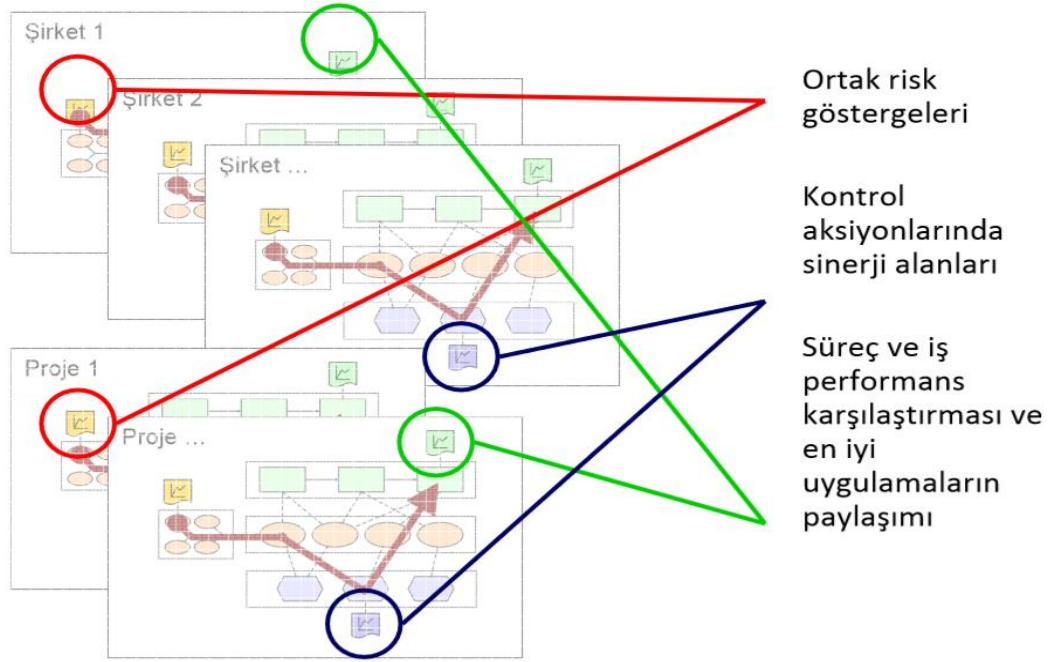 Şirket 1
Şirket 2
Şirket ...
Proje 1
Proje ...
Ortak risk
göstergeleri
Kontrol
aksiyonlarında
sinerji alanları
Süreç ve iş
performans
karşılaştırması ve
en iyi
uygulamaların
paylaşımı